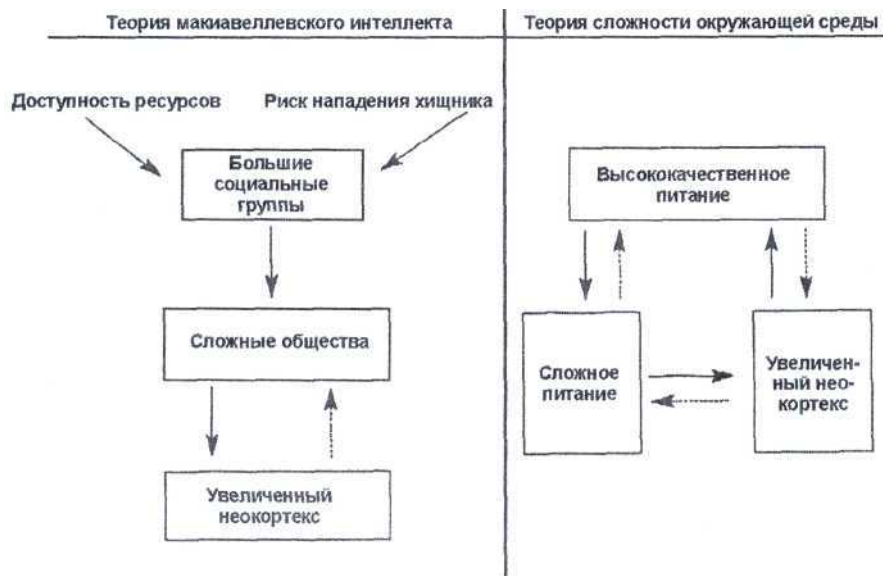 Теория макиавеллевского интеллекта
Теория сложности окружающей среды
Доступность ресурсов
Риск нападения хищника
Большие
социальные
группы
Высококачественное
питание
Сложные общества
Сложное
питание
Увеличен-
ный нео-
кортекс
Увеличенный
неокортекс